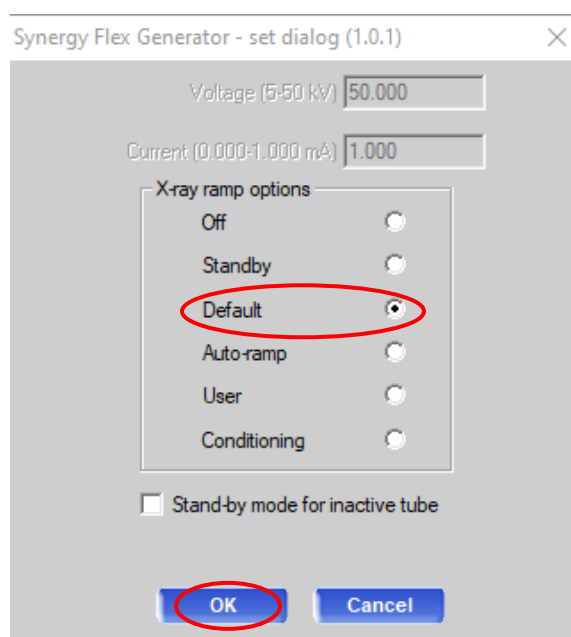 Synergy Flex Generator - set dialog (1.0.1)
Voltage (5-50 kV) 50.000
Current (0.000-1.000 mA) 1.000
X-ray ramp options
Off
Standby
Default
Auto-ramp
User
Conditioning
Stand-by mode for inactive tube
OK Cancel